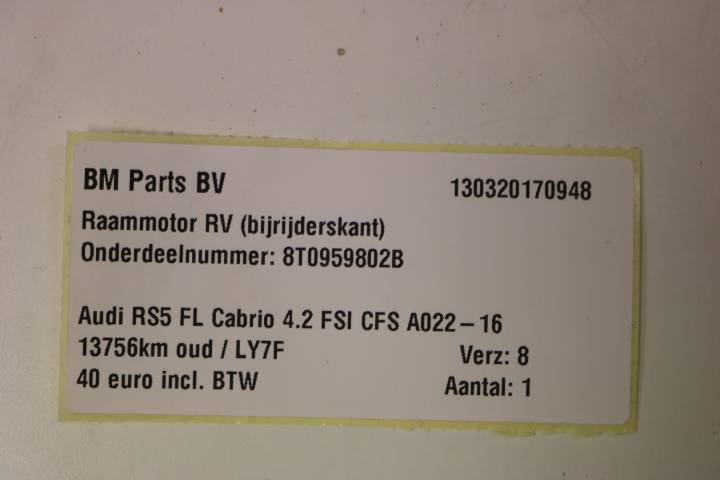 BM Parts BV 130320170948
Raammotor RV (bijrijderskant)
Onderdeelnummer: 8T0959802B
Audi RS5 FL Cabrio 4.2 FSI CFS A022-16
13756km oud / LY7F Verz: 8
40 euro incl. BTW Aantal: 1